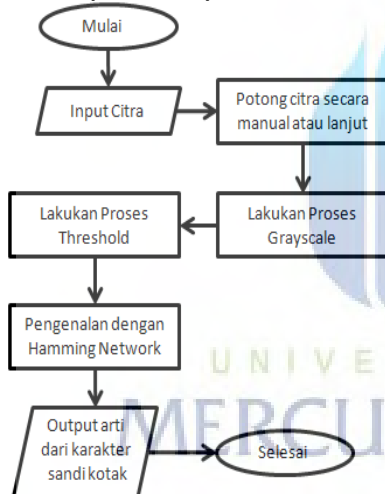 Mulai
Input Citra
Potong citra secara
manual atau lanjut
Lakukan Proses
Grayscale
Lakukan Proses
Threshold
Pengenalan dengan
Hamming Network
UNIVE
MERCU
Output arti
dari karakter
sandi kotak
Selesai